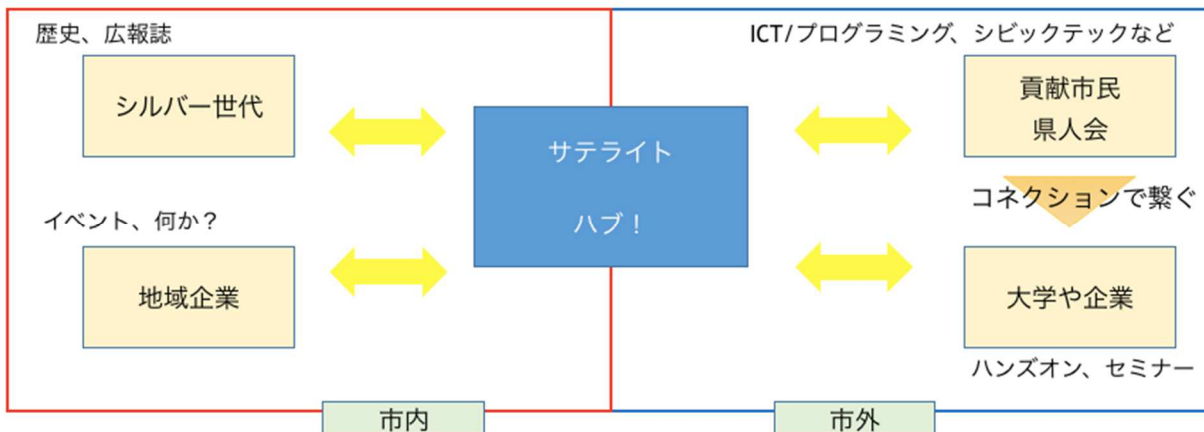 歴史、広報誌
シルバー世代
イベント、何か？
地域企業
サテライト
ハブ！
ICT/プログラミング、シビックテックなど
貢献市民
県人会
コネクションで繋ぐ
大学や企業
ハンズオン、セミナー
市内
市外